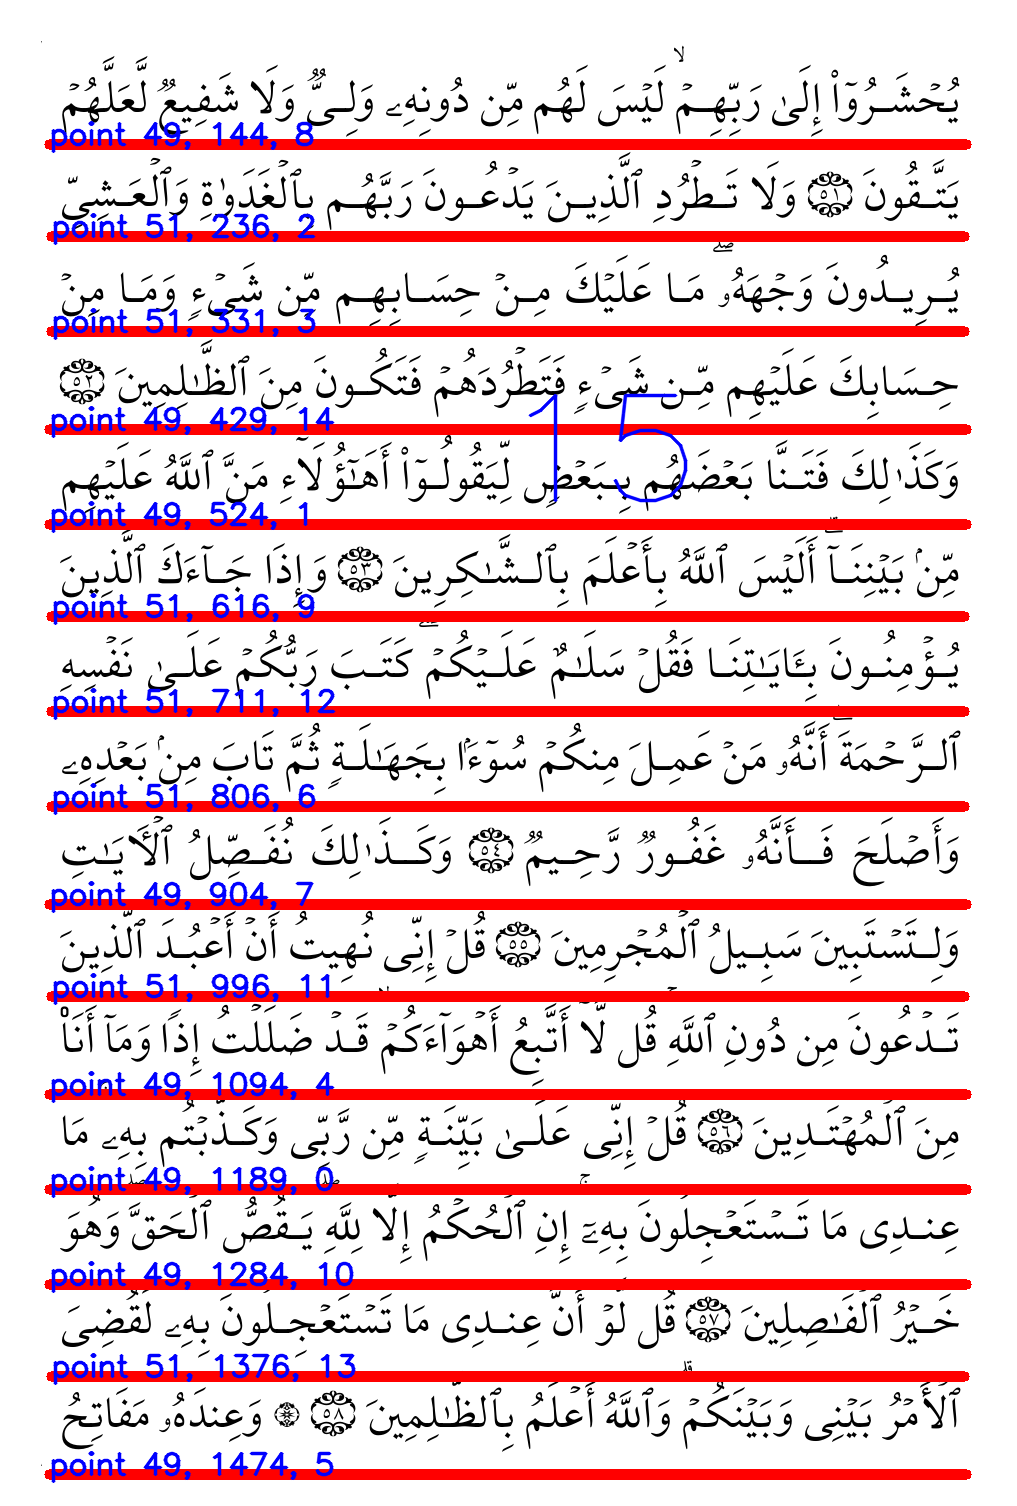 يُحۡشَرُوٓاْ إِلَىٰ رَبِّهِمۡ لَيۡسَ لَهُم مِّن دُونِهِۦ وَلِىٌّ وَلَا شَفِيعٌ لَّعَلَّهُمۡ ۙ
point 49, 144, 8
يَتَّقُونَ ٥١ وَلَا تَطۡرُدِ ٱلَّذِينَ يَدۡعُونَ رَبَّهُم بِٱلۡغَدَوٰةِ وَٱلۡعَشِىِّ
point 51, 236, 2
يُرِيدُونَ وَجۡهَهُۥۖ مَا عَلَيۡكَ مِنۡ حِسَابِهِم مِّن شَىۡءٍ وَمَا مِنۡ
point 51, 331, 3
حِسَابِكَ عَلَيۡهِم مِّن شَىۡءٍ فَتَطۡرُدَهُمۡ فَتَكُونَ مِنَ ٱلظَّٰلِمِينَ ٥٢
point 49, 429, 14
15
وَكَذَٰلِكَ فَتَنَّا بَعۡضَهُم بِبَعۡضٍ لِّيَقُولُوٓاْ أَهَٰٓؤُلَآءِ مَنَّ ٱللَّهُ عَلَيۡهِم
point 49, 524, 1
مِّنۢ بَيۡنِنَآۗ أَلَيۡسَ ٱللَّهُ بِأَعۡلَمَ بِٱلشَّٰكِرِينَ ٥٣ وَإِذَا جَآءَكَ ٱلَّذِينَ
point 51, 616, 9
يُؤۡمِنُونَ بِـَٔايَٰتِنَا فَقُلۡ سَلَٰمٌ عَلَيۡكُمۡۖ كَتَبَ رَبُّكُمۡ عَلَىٰ نَفۡسِهِ
point 51, 711, 12
ٱلرَّحۡمَةَ أَنَّهُۥ مَنۡ عَمِلَ مِنكُمۡ سُوٓءَۢا بِجَهَٰلَةٍ ثُمَّ تَابَ مِنۢ بَعۡدِهِۦ
point 51, 806, 6
وَأَصۡلَحَ فَأَنَّهُۥ غَفُورٌ رَّحِيمٌ ٥٤ وَكَذَٰلِكَ نُفَصِّلُ ٱلۡأَيَٰتِ
point 49, 904, 7
وَلِتَسۡتَبِينَ سَبِيلُ ٱلۡمُجۡرِمِينَ ٥٥ قُلۡ إِنِّى نُهِيتُ أَنۡ أَعۡبُدَ ٱلَّذِينَ
point 51, 996, 11
تَدۡعُونَ مِن دُونِ ٱللَّهِ قُل لَّآ أَتَّبِعُ أَهۡوَآءَكُمۡ قَدۡ ضَلَلۡتُ إِذًا وَمَآ أَنَا۠
point 49, 1094, 4
مِنَ ٱلۡمُهۡتَدِينَ ٥٦ قُلۡ إِنِّى عَلَىٰ بَيِّنَةٍ مِّن رَّبِّى وَكَذَّبۡتُم بِهِۦ مَا
point 49, 1189, 0
عِندِى مَا تَسۡتَعۡجِلُونَ بِهِۦٓ إِنِ ٱلۡحُكۡمُ إِلَّا لِلَّهِ يَقُصُّ ٱلۡحَقَّ وَهُوَ
point 49, 1284, 10
خَيۡرُ ٱلۡفَٰصِلِينَ ٥٧ قُل لَّوۡ أَنَّ عِندِى مَا تَسۡتَعۡجِلُونَ بِهِۦ لَقُضِىَ
point 51, 1376, 13
ٱلۡأَمۡرُ بَيۡنِى وَبَيۡنَكُمۡ وَٱللَّهُ أَعۡلَمُ بِٱلظَّٰلِمِينَ ٥٨ ۞ وَعِندَهُۥ مَفَاتِحُ
point 49, 1474, 5